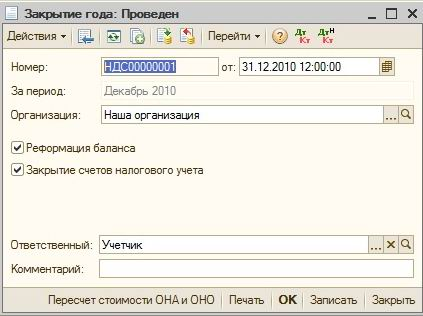 Закрытие года: Проведен
Действия Перейти ? Дт Кт Дт Н Кт
Номер: НДС00000001 от: 31.12.2010 12:00:00
За период: Декабрь 2010
Организация: Наша организация ...
Реформация баланса
Закрытие счетов налогового учета
Ответственный: Учетчик ... x
Комментарий:
Пересчет стоимости ОНА и ОНО Печать OK Записать Закрыть